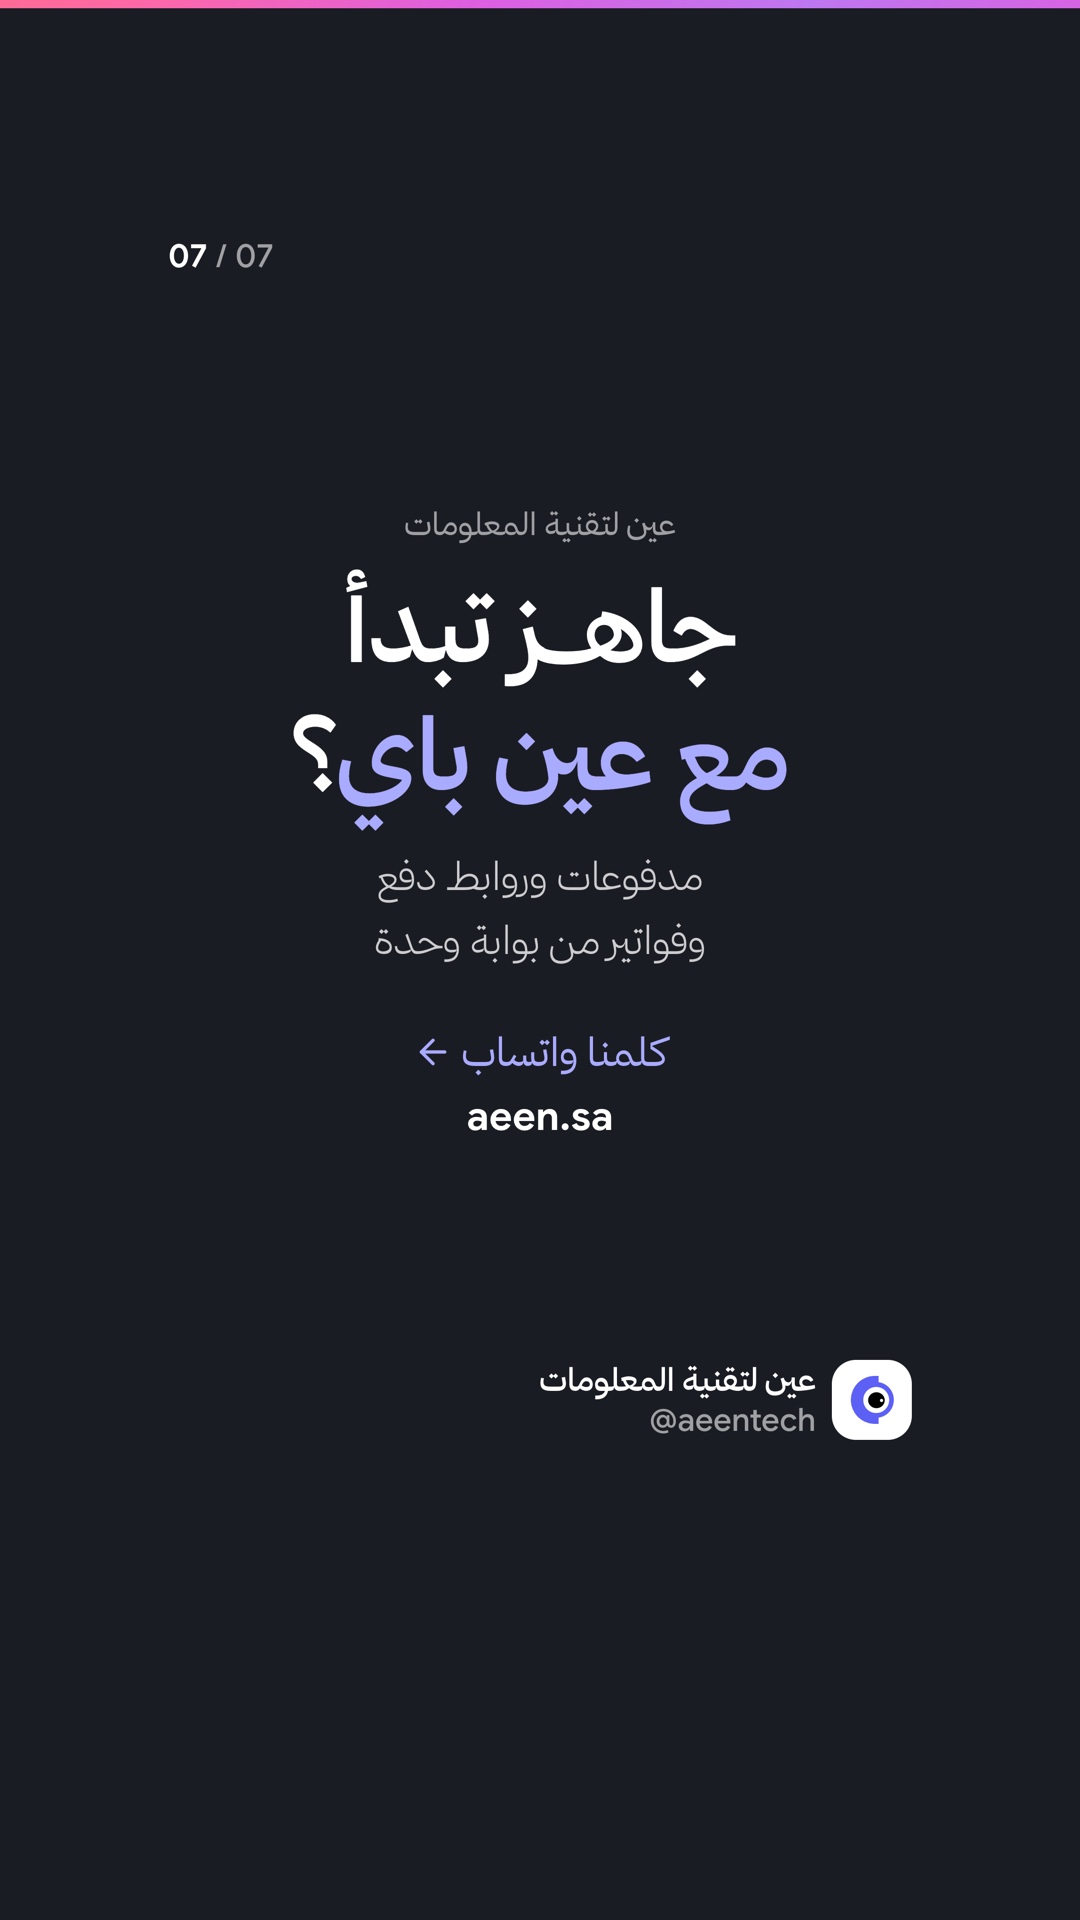 07 / 07
عين لتقنية المعلومات
جاهـز تبدأ
مع عين باي؟
مدفوعات وروابط دفع
وفواتير من بوابة وحدة
كلمنا واتساب ←
aeen.sa
عين لتقنية المعلومات
@aeentech